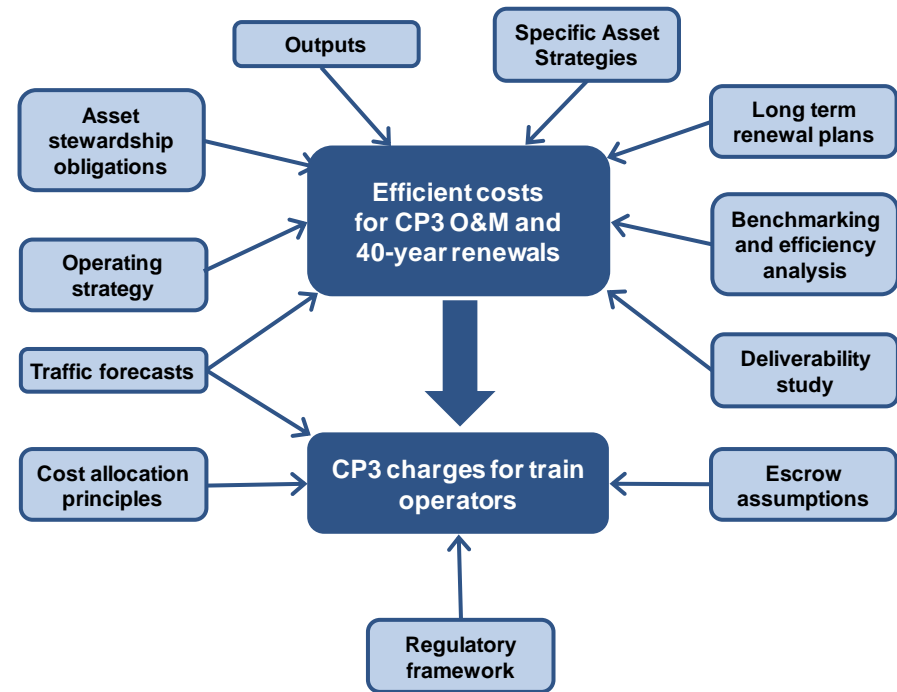 Outputs
Specific Asset
Strategies
Asset
stewardship
obligations
Long term
renewal plans
Efficient costs
for CP3 O&M and
40-year renewals
Benchmarking
and efficiency
analysis
Operating
strategy
Traffic forecasts
Deliverability
study
Cost allocation
principles
CP3 charges for train
operators
Escrow
assumptions
Regulatory
framework